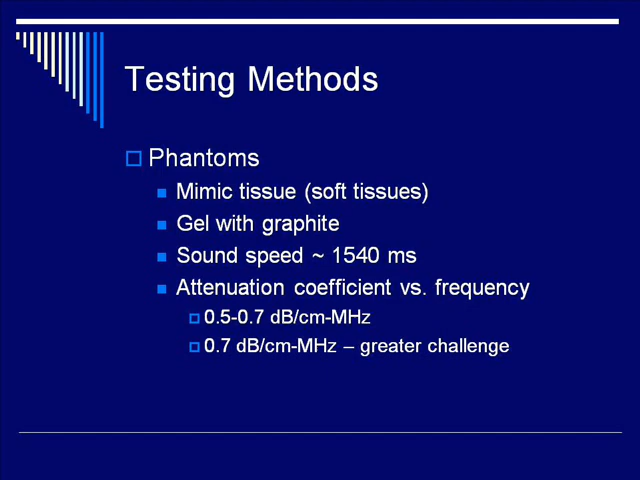 Testing Methods
Phantoms
Mimic tissue (soft tissues)
Gel with graphite
Sound speed ~ 1540 ms
Attenuation coefficient vs. frequency
0.5-0.7 dB/cm-MHz
0.7 dB/cm-MHz – greater challenge